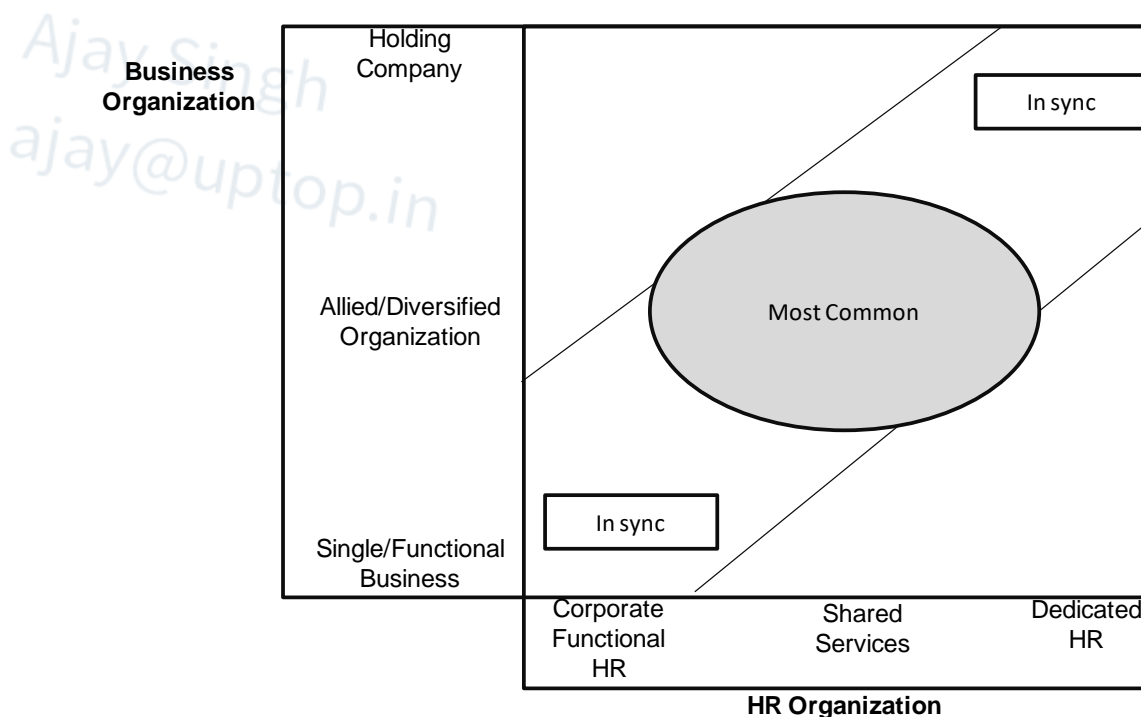 Ajay Singh
ajay@uptop.in
Business
Organization
Holding
Company
In sync
Allied/Diversified
Organization
Most Common
In sync
Single/Functional
Business
Corporate
Functional
HR
Shared
Services
Dedicated
HR
HR Organization